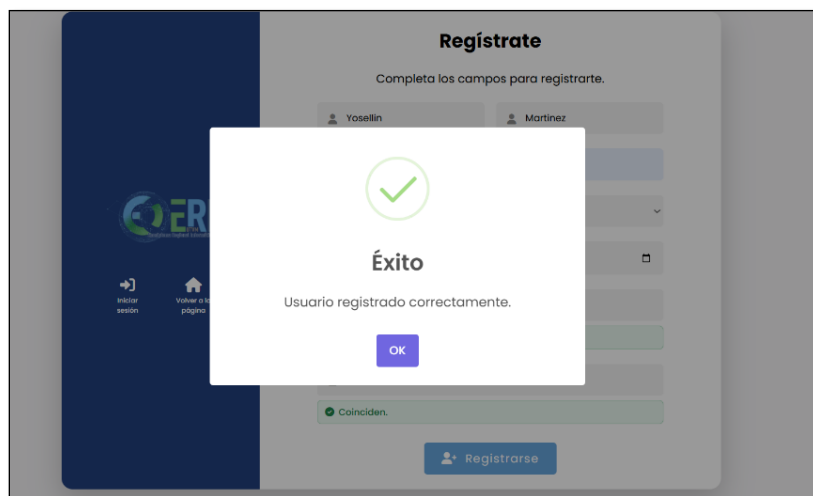 Regístrate
Completa los campos para registrarte.
Yosellin
Martinez
Éxito
Usuario registrado correctamente.
OK
Iniciar sesión
Volver a la página
Coinciden.
Registrarse